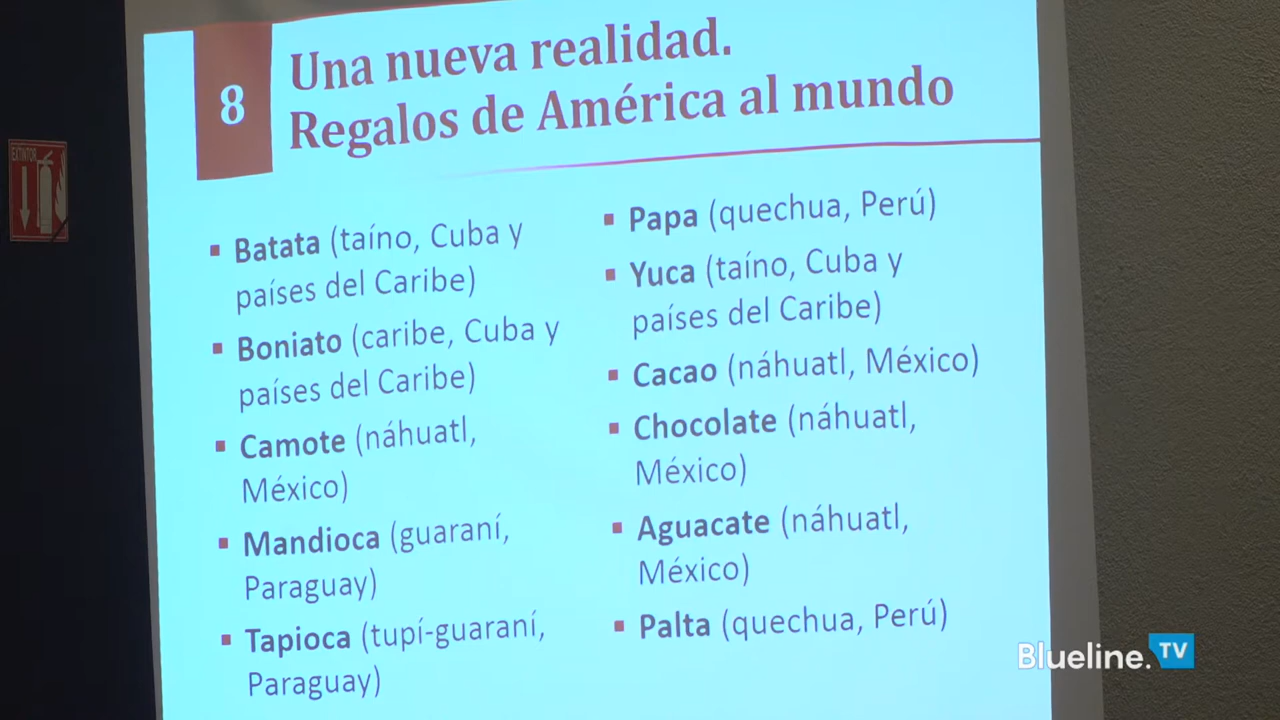 EXTINTOR
8
Una nueva realidad.
Regalos de América al mundo
▪ Batata (taíno, Cuba y
países del Caribe)
▪ Boniato (caribe, Cuba y
países del Caribe)
▪ Camote (náhuatl,
México)
▪ Mandioca (guaraní,
Paraguay)
▪ Tapioca (tupí-guaraní,
Paraguay)
▪ Papa (quechua, Perú)
▪ Yuca (taíno, Cuba y
países del Caribe)
▪ Cacao (náhuatl, México)
▪ Chocolate (náhuatl,
México)
▪ Aguacate (náhuatl,
México)
▪ Palta (quechua, Perú)
Blueline.TV